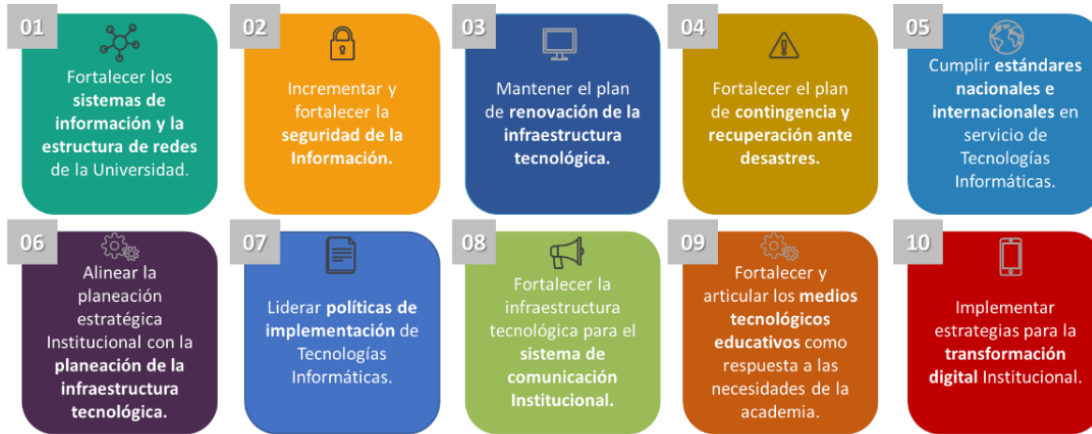 01
Fortalecer los
sistemas de
información y la
estructura de redes
de la Universidad.
02
Incrementar y
fortalecer la
seguridad de la
Información.
03
Mantener el plan
de renovación de la
infraestructura
tecnológica.
04
Fortalecer el plan
de contingencia y
recuperación ante
desastres.
05
Cumplir estándares
nacionales e
internacionales en
servicio de
Tecnologías
Informáticas.
06
Alinear la
planeación
estratégica
Institucional con la
planeación de la
infraestructura
tecnológica.
07
Liderar políticas de
implementación de
Tecnologías
Informáticas.
08
Fortalecer la
infraestructura
tecnológica para el
sistema de
comunicación
Institucional.
09
Fortalecer y
articular los medios
tecnológicos
educativos como
respuesta a las
necesidades de la
academia.
10
Implementar
estrategias para la
transformación
digital Institucional.